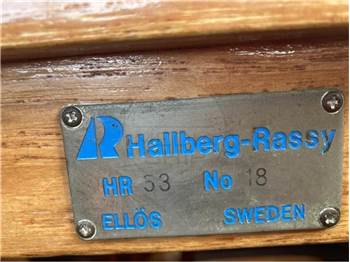 Hallberg-Rassy
HR 53 No 18
ELLÖS SWEDEN